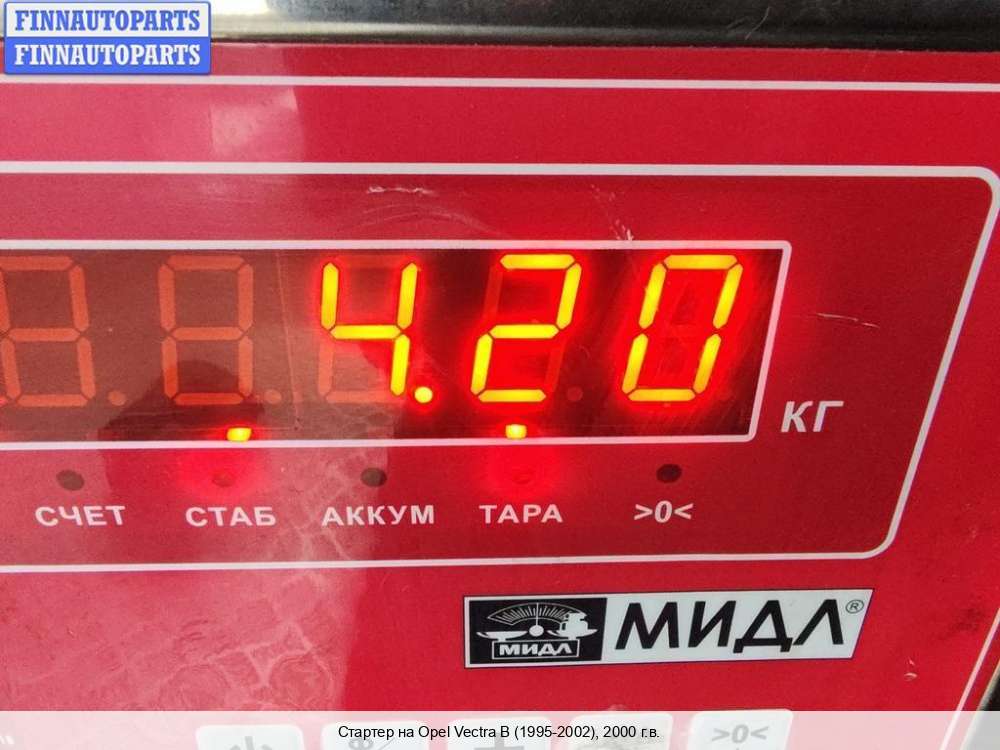 FINNAUTOPARTS
FINNAUTOPARTS
4.20
КГ
СЧЕТ СТАБ АККУМ ТАРА >0<
МИДЛ МИДЛ®
>0<
Стартер на Opel Vectra B (1995-2002), 2000 г.в.